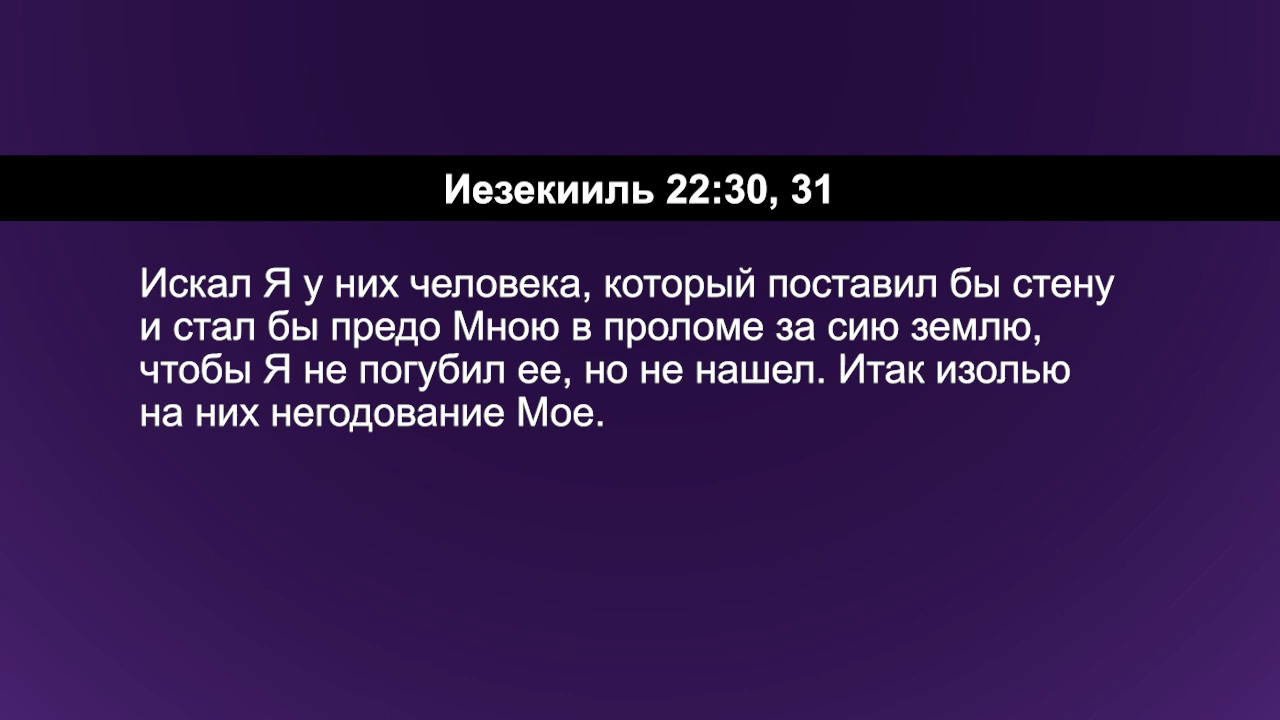 Иезекииль 22:30, 31
Искал Я у них человека, который поставил бы стену
и стал бы предо Мною в проломе за сию землю,
чтобы Я не погубил ее, но не нашел. Итак изолью
на них негодование Мое.